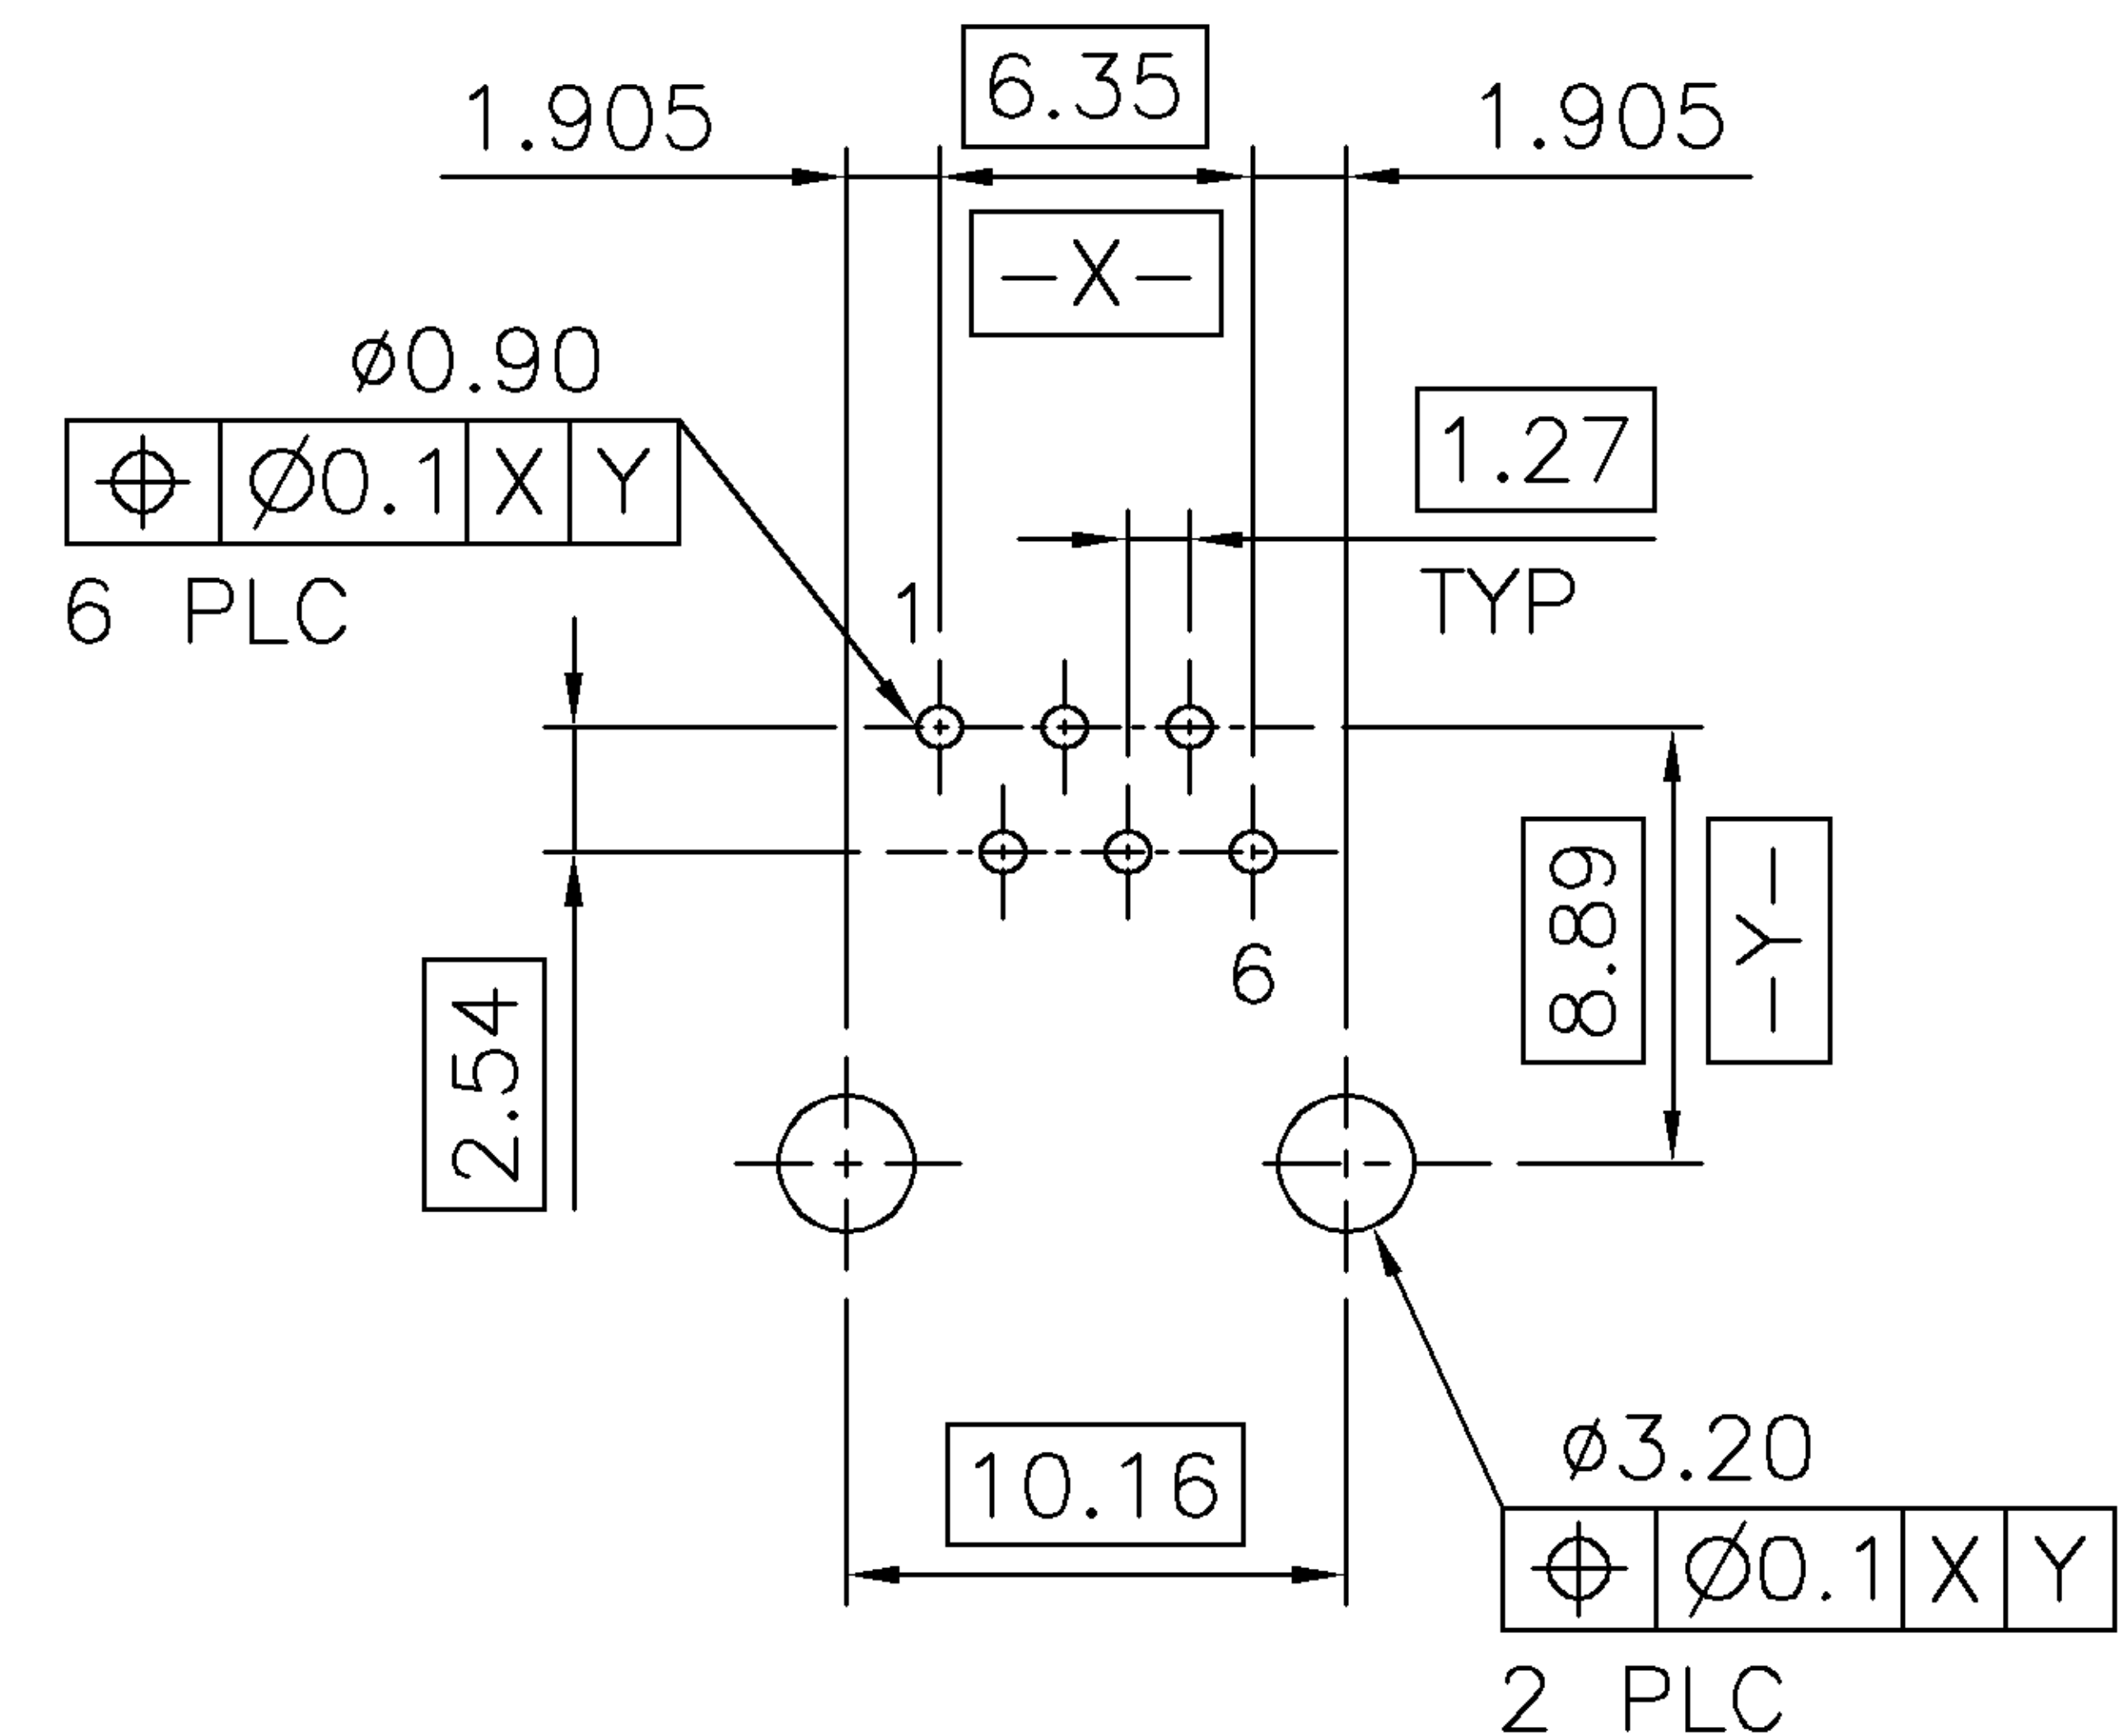 6.35
1.905
1.905
-X-
ø0.90
⌖ Ø0.1 X Y
6 PLC
1.27
TYP
1
6
8.89
-Y-
2.54
10.16
ø3.20
⌖ Ø0.1 X Y
2 PLC